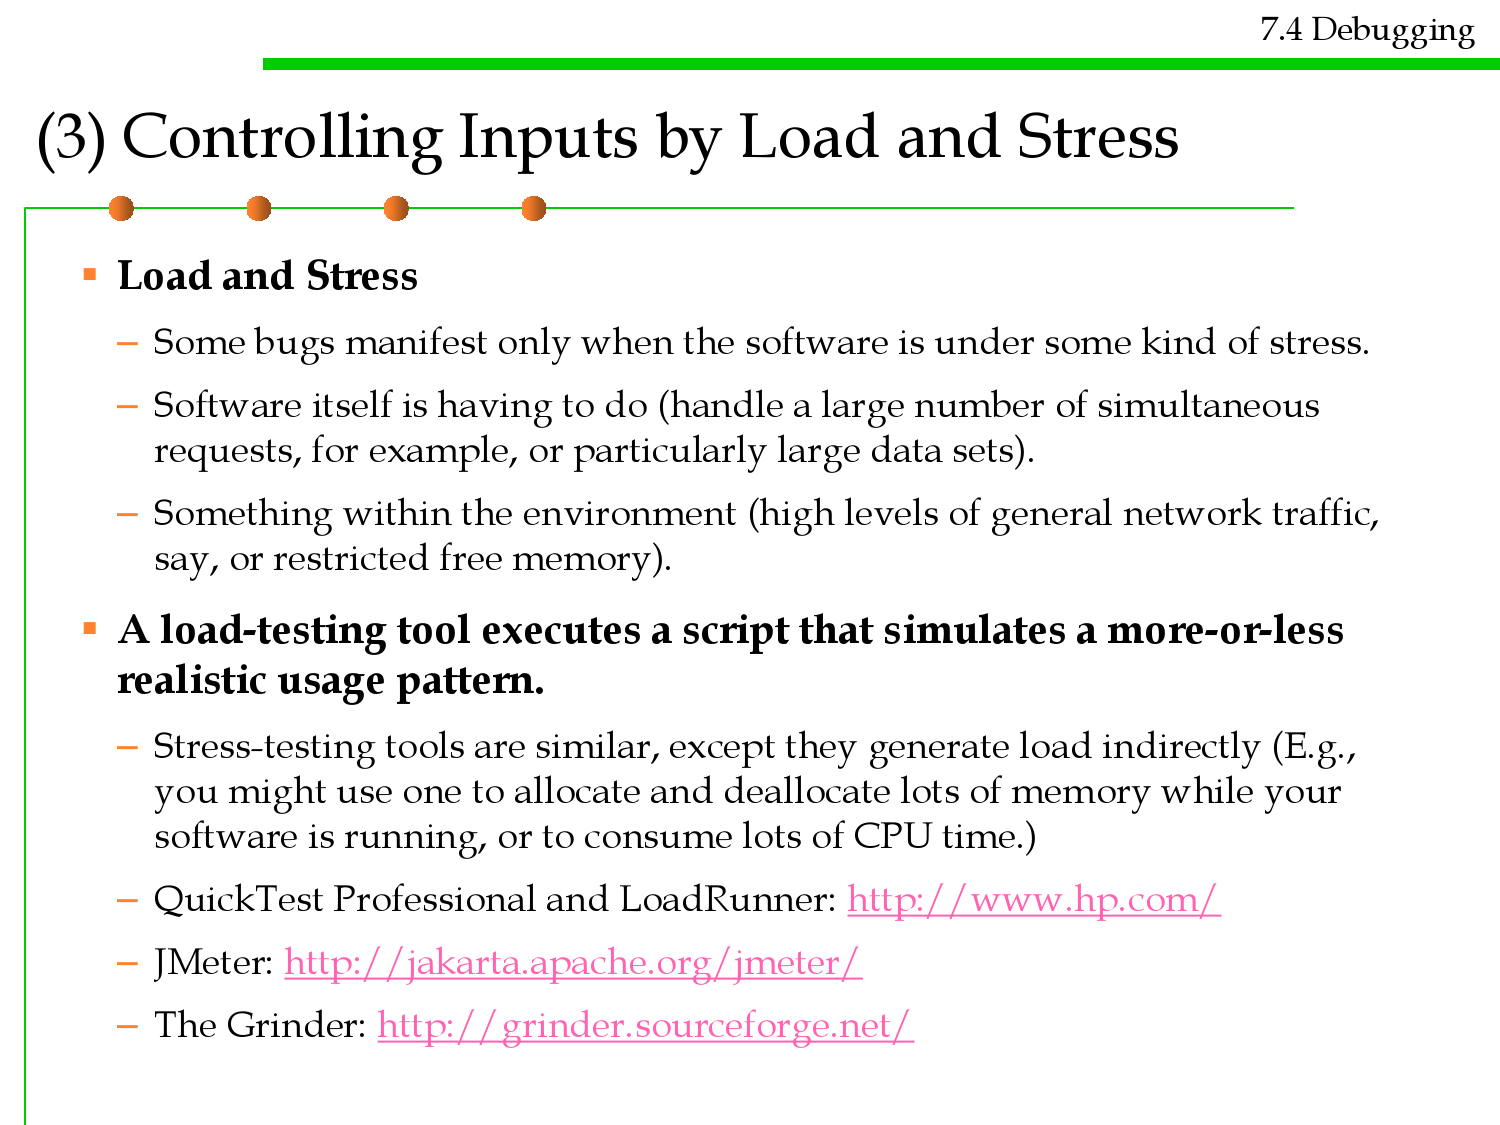 7.4 Debugging
(3) Controlling Inputs by Load and Stress
▪ Load and Stress
– Some bugs manifest only when the software is under some kind of stress.
– Software itself is having to do (handle a large number of simultaneous
requests, for example, or particularly large data sets).
– Something within the environment (high levels of general network traffic,
say, or restricted free memory).
▪ A load-testing tool executes a script that simulates a more-or-less
realistic usage pattern.
– Stress-testing tools are similar, except they generate load indirectly (E.g.,
you might use one to allocate and deallocate lots of memory while your
software is running, or to consume lots of CPU time.)
– QuickTest Professional and LoadRunner: http://www.hp.com/
– JMeter: http://jakarta.apache.org/jmeter/
– The Grinder: http://grinder.sourceforge.net/